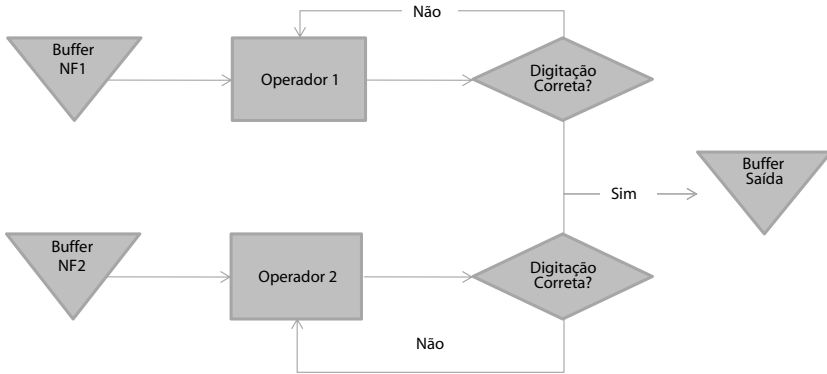 Não
Buffer
NF1
Operador 1
Digitação
Correta?
Sim
Buffer
Saída
Buffer
NF2
Operador 2
Digitação
Correta?
Não